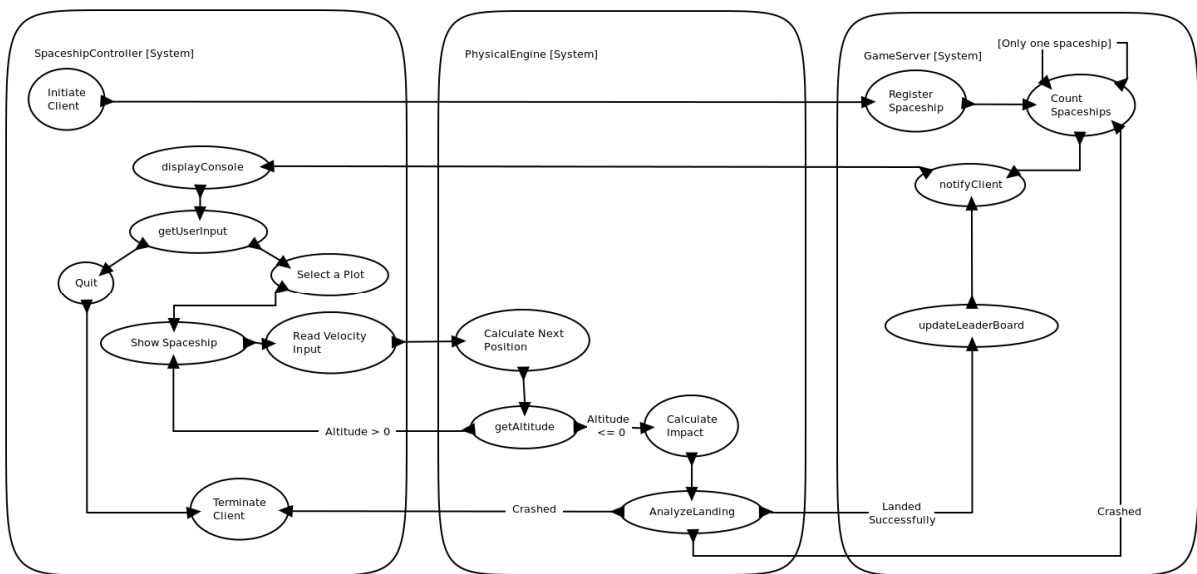 SpaceshipController [System]
PhysicalEngine [System]
GameServer [System]
[Only one spaceship]
Initiate
Client
Register
Spaceship
Count
Spaceships
displayConsole
notifyClient
getUserInput
Quit
Select a Plot
Show Spaceship
Read Velocity
Input
Calculate Next
Position
updateLeaderBoard
Altitude > 0
getAltitude
Altitude
<= 0
Calculate
Impact
Terminate
Client
Crashed
AnalyzeLanding
Landed
Successfully
Crashed